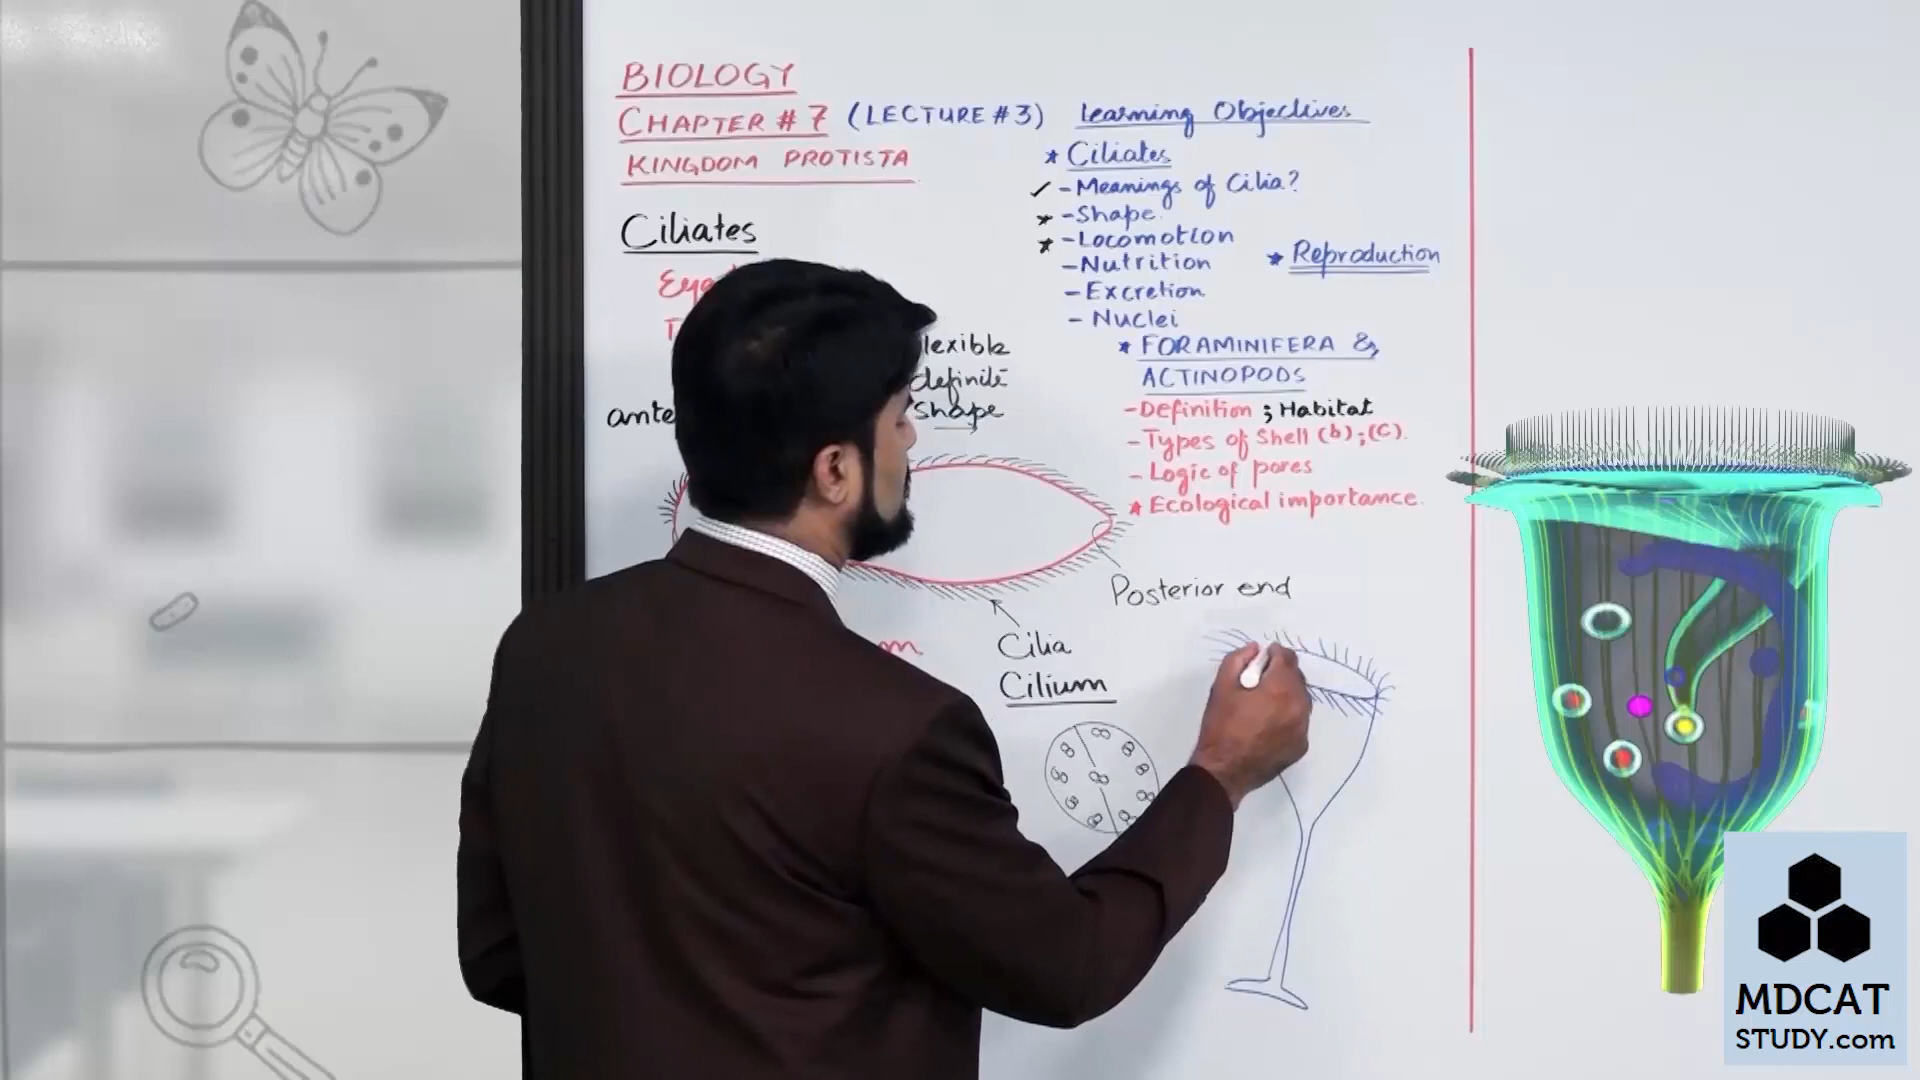 BIOLOGY
CHAPTER # 7 (LECTURE # 3)
KINGDOM PROTISTA
Learning Objectives
* Ciliates
✓ - Meanings of Cilia?
* - Shape.
* - Locomotion
- Nutrition
- Excretion
- Nuclei
* Reproduction
* FORAMINIFERA &
ACTINOPODS
- Definition ; Habitat
- Types of Shell (b) ; (c).
- Logic of pores
* Ecological importance.
Ciliates
lexible
definite
ante
Shape
Posterior end
Cilia
Cilium
MDCAT
STUDY.com